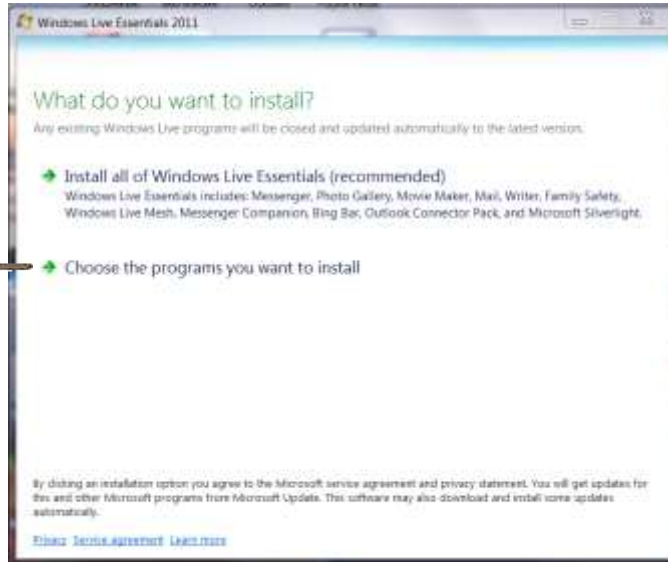 Windows Live Essentials 2011
What do you want to install?
Any existing Windows Live programs will be closed and updated automatically to the latest version.
Install all of Windows Live Essentials (recommended)
Windows Live Essentials includes: Messenger, Photo Gallery, Movie Maker, Mail, Writer, Family Safety,
Windows Live Mesh, Messenger Companion, Bing Bar, Outlook Connector Pack, and Microsoft Silverlight.
Choose the programs you want to install
By clicking an installation option you agree to the Microsoft service agreement and privacy statement. You will get updates for
this and other Microsoft programs from Microsoft Update. This software may also download and install some updates
automatically.
Privacy Service agreement Learn more